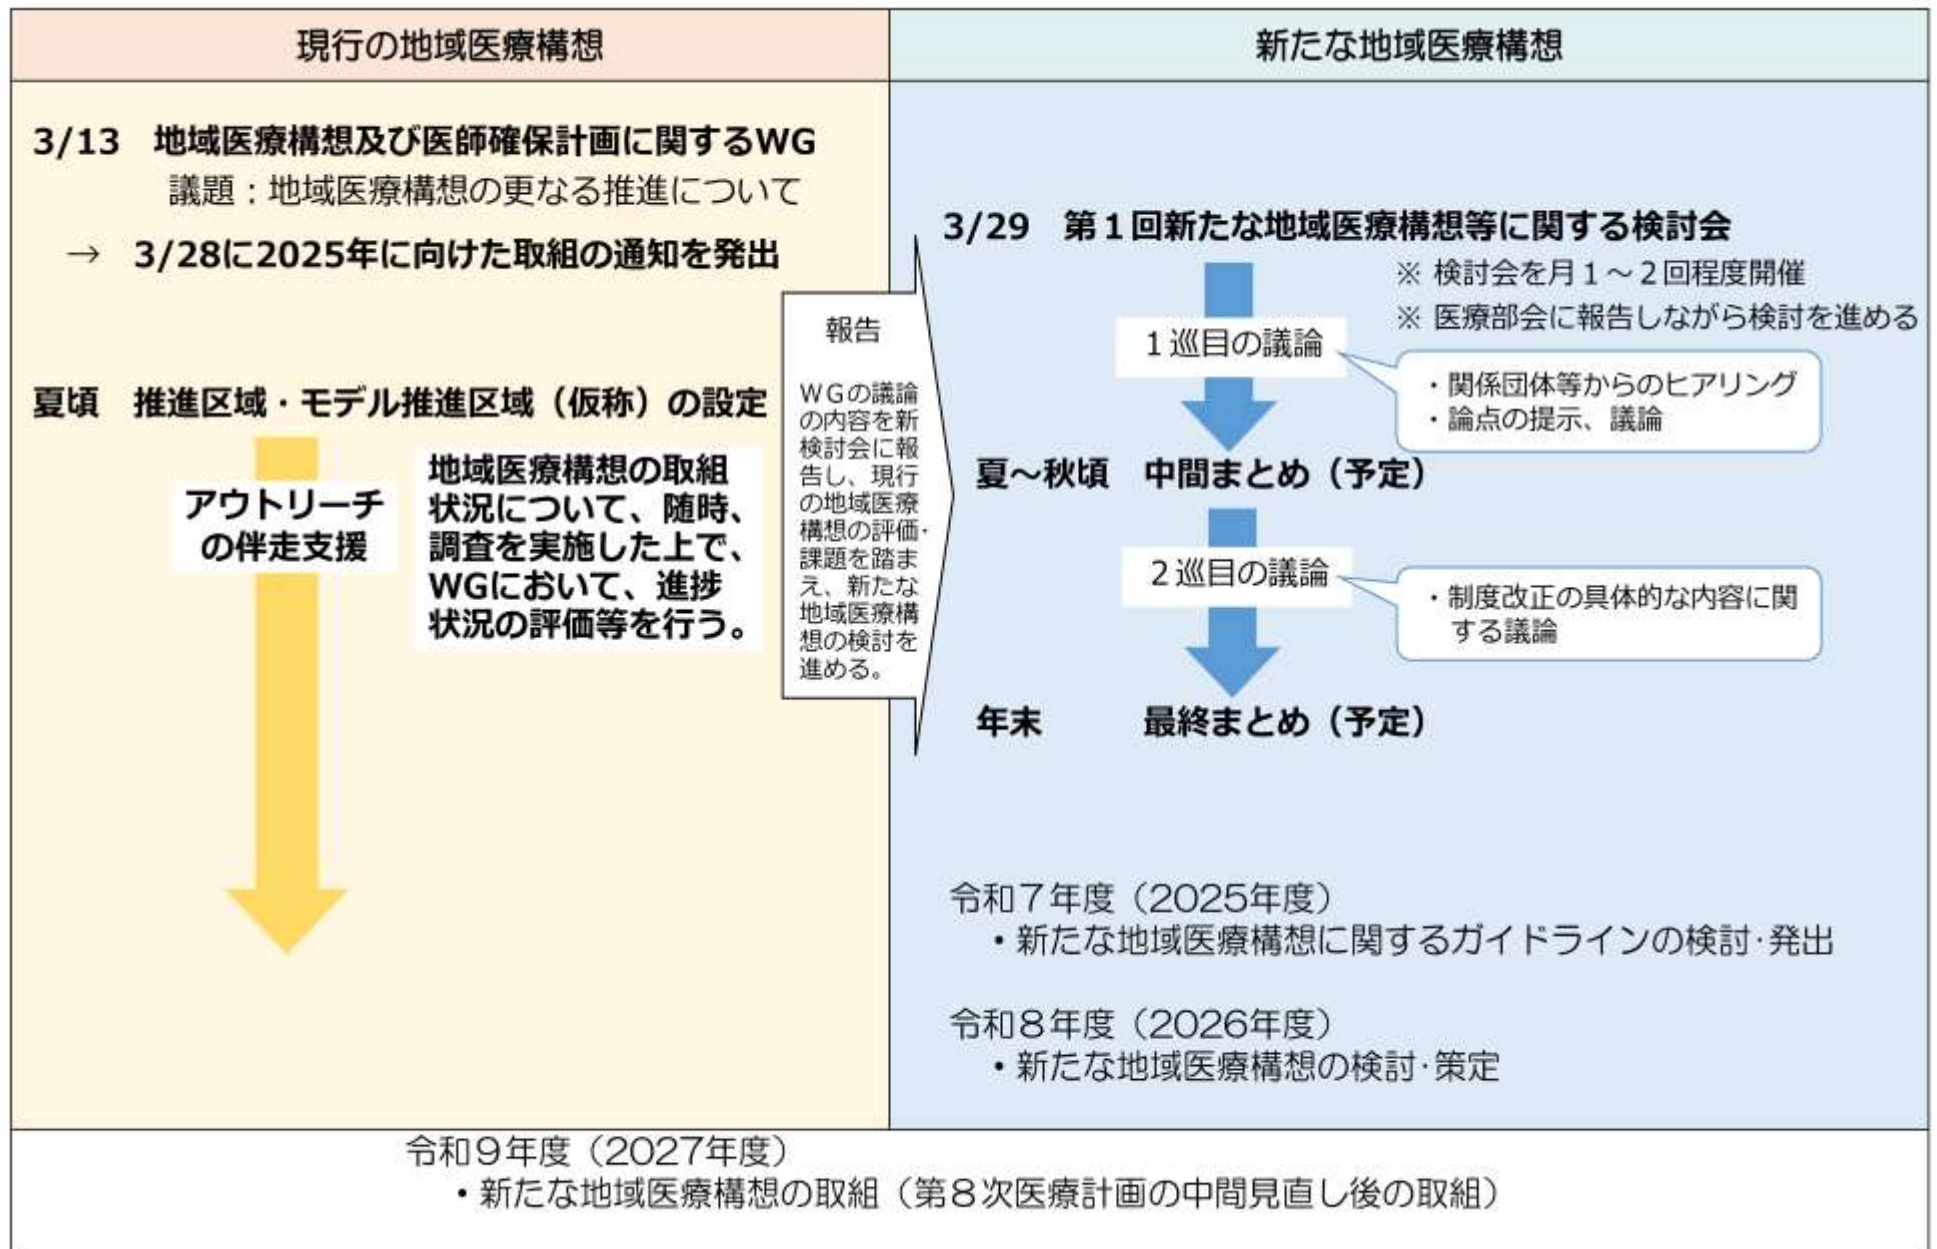 現行の地域医療構想
新たな地域医療構想
3/13 地域医療構想及び医師確保計画に関するWG
議題：地域医療構想の更なる推進について
→ 3/28に2025年に向けた取組の通知を発出
夏頃 推進区域・モデル推進区域（仮称）の設定
アウトリーチ
の伴走支援
地域医療構想の取組
状況について、随時、
調査を実施した上で、
WGにおいて、進捗
状況の評価等を行う。
報告
ＷＧの議論
の内容を新
検討会に報
告し、現行
の地域医療
構想の評価･
課題を踏ま
え、新たな
地域医療構
想の検討を
進める。
3/29 第１回新たな地域医療構想等に関する検討会
※ 検討会を月１～２回程度開催
※ 医療部会に報告しながら検討を進める
１巡目の議論
・関係団体等からのヒアリング
・論点の提示、議論
夏～秋頃 中間まとめ（予定）
２巡目の議論
・制度改正の具体的な内容に関
する議論
年末 最終まとめ（予定）
令和７年度（2025年度）
・新たな地域医療構想に関するガイドラインの検討･発出
令和８年度（2026年度）
・新たな地域医療構想の検討･策定
令和９年度（2027年度）
・新たな地域医療構想の取組（第８次医療計画の中間見直し後の取組）